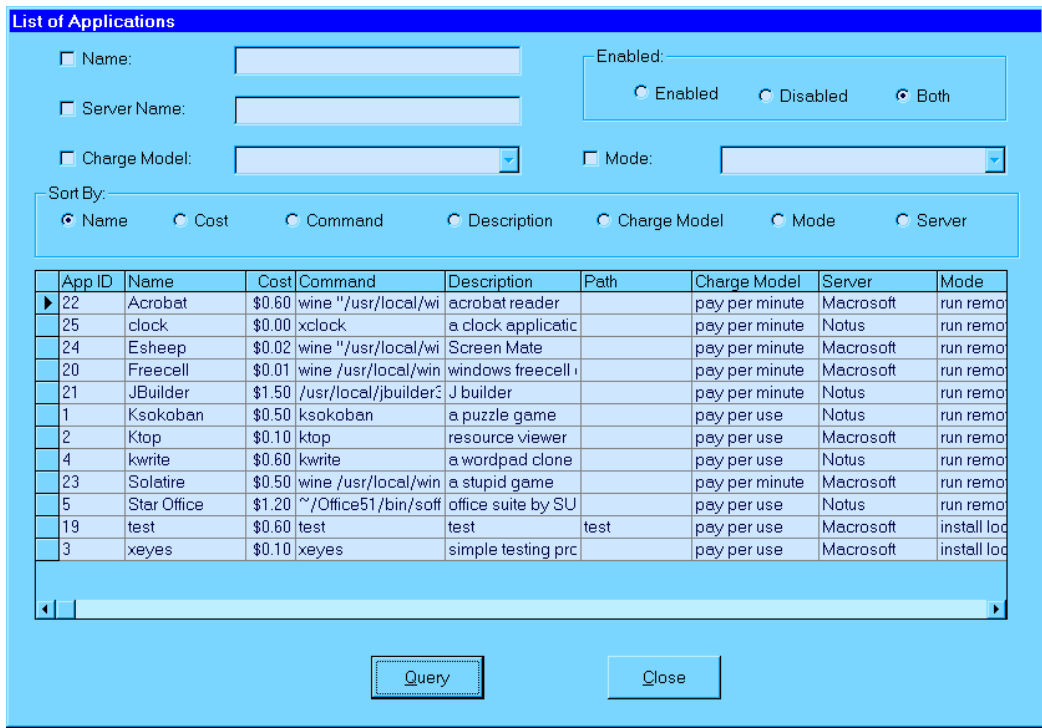 List of Applications
Name:
Enabled:
Enabled Disabled Both
Server Name:
Charge Model: Mode:
Sort By:
Name Cost Command Description Charge Model Mode Server
App ID Name Cost Command Description Path Charge Model Server Mode
22 Acrobat $0.60 wine "/usr/local/wi acrobat reader pay per minute Macrosoft run remo
25 clock $0.00 xclock a clock applicatic pay per minute Notus run remo
24 Esheep $0.02 wine "/usr/local/wi Screen Mate pay per minute Macrosoft run remo
20 Freecell $0.01 wine /usr/local/win windows freecell pay per minute Macrosoft run remo
21 JBuilder $1.50 /usr/local/jbuilder3 J builder pay per minute Notus run remo
1 Ksokoban $0.50 ksokoban a puzzle game pay per use Notus run remo
2 Ktop $0.10 ktop resource viewer pay per use Macrosoft run remo
4 kwrite $0.60 kwrite a wordpad clone pay per use Notus run remo
23 Solatire $0.50 wine /usr/local/win a stupid game pay per minute Macrosoft run remo
5 Star Office $1.20 ~/Office51/bin/soff office suite by SU pay per use Notus run remo
19 test $0.60 test test test pay per use Macrosoft install loc
3 xeyes $0.10 xeyes simple testing prc pay per use Macrosoft install loc
Query Close